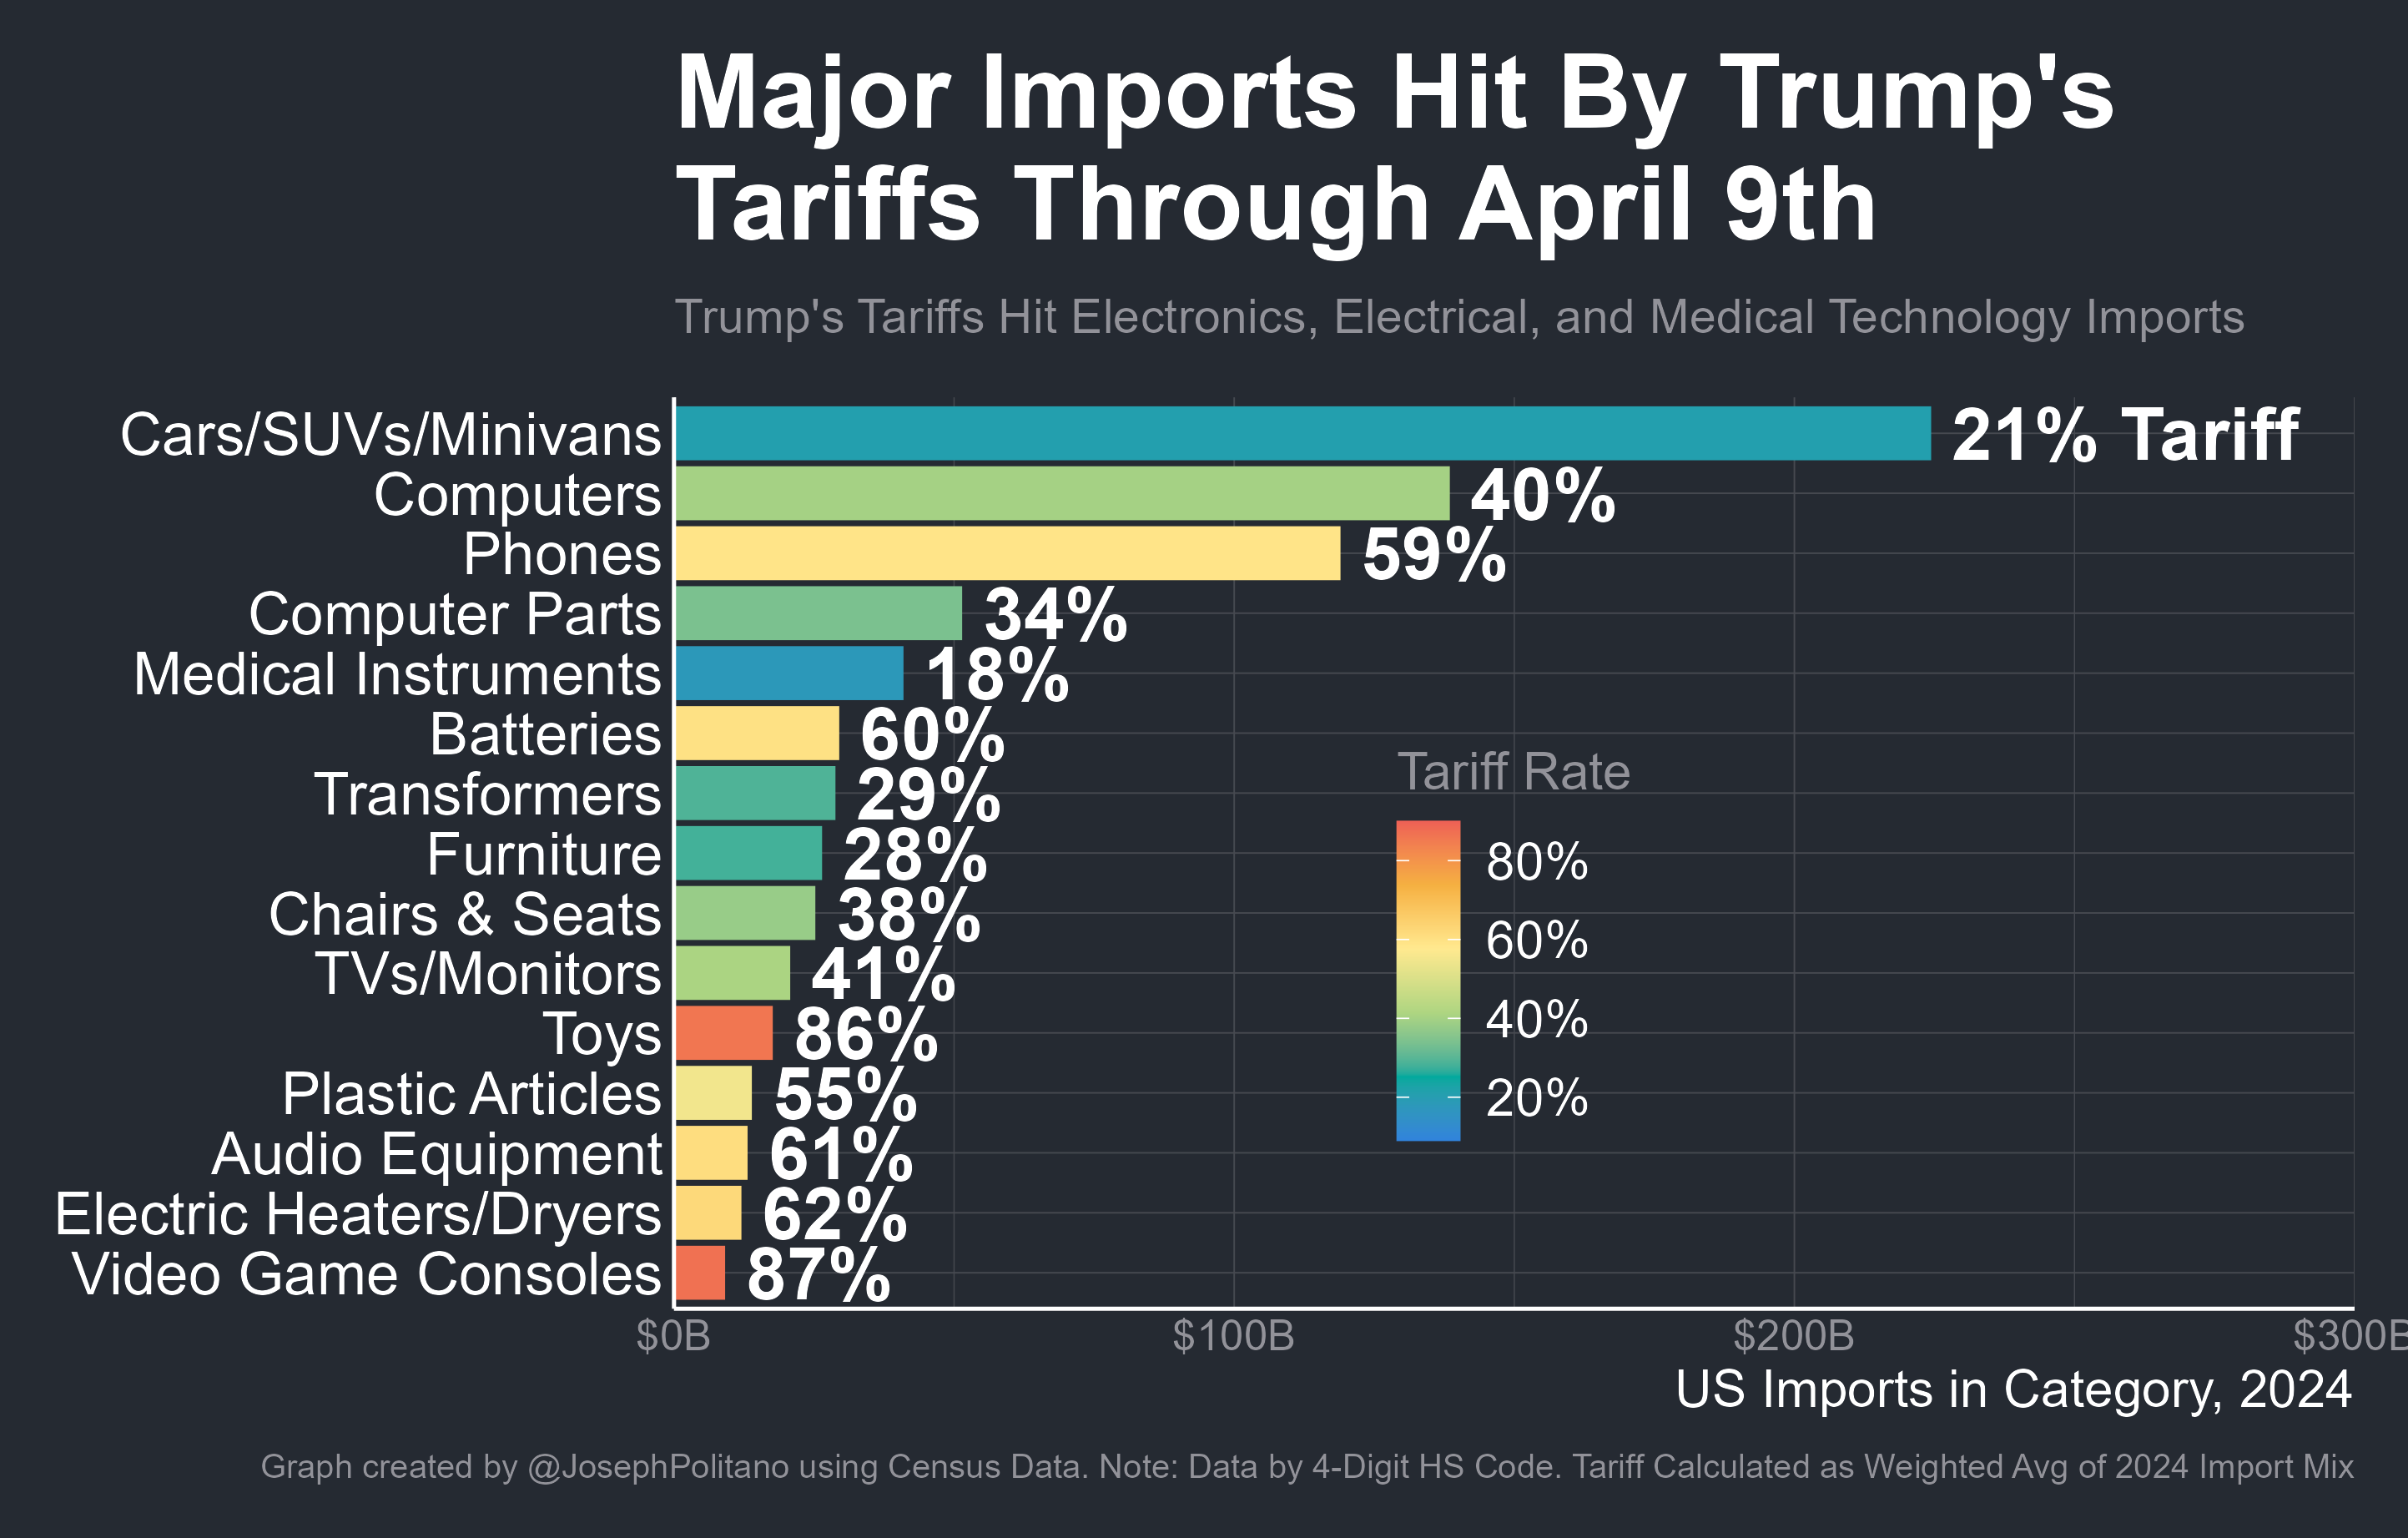 Major Imports Hit By Trump's
Tariffs Through April 9th
Trump's Tariffs Hit Electronics, Electrical, and Medical Technology Imports
Cars/SUVs/Minivans 21% Tariff
Computers 40%
Phones 59%
Computer Parts 34%
Medical Instruments 18%
Batteries 60%
Transformers 29%
Furniture 28%
Chairs & Seats 38%
TVs/Monitors 41%
Toys 86%
Plastic Articles 55%
Audio Equipment 61%
Electric Heaters/Dryers 62%
Video Game Consoles 87%
Tariff Rate
80%
60%
40%
20%
$0B $100B $200B $300B
US Imports in Category, 2024
Graph created by @JosephPolitano using Census Data. Note: Data by 4-Digit HS Code. Tariff Calculated as Weighted Avg of 2024 Import Mix